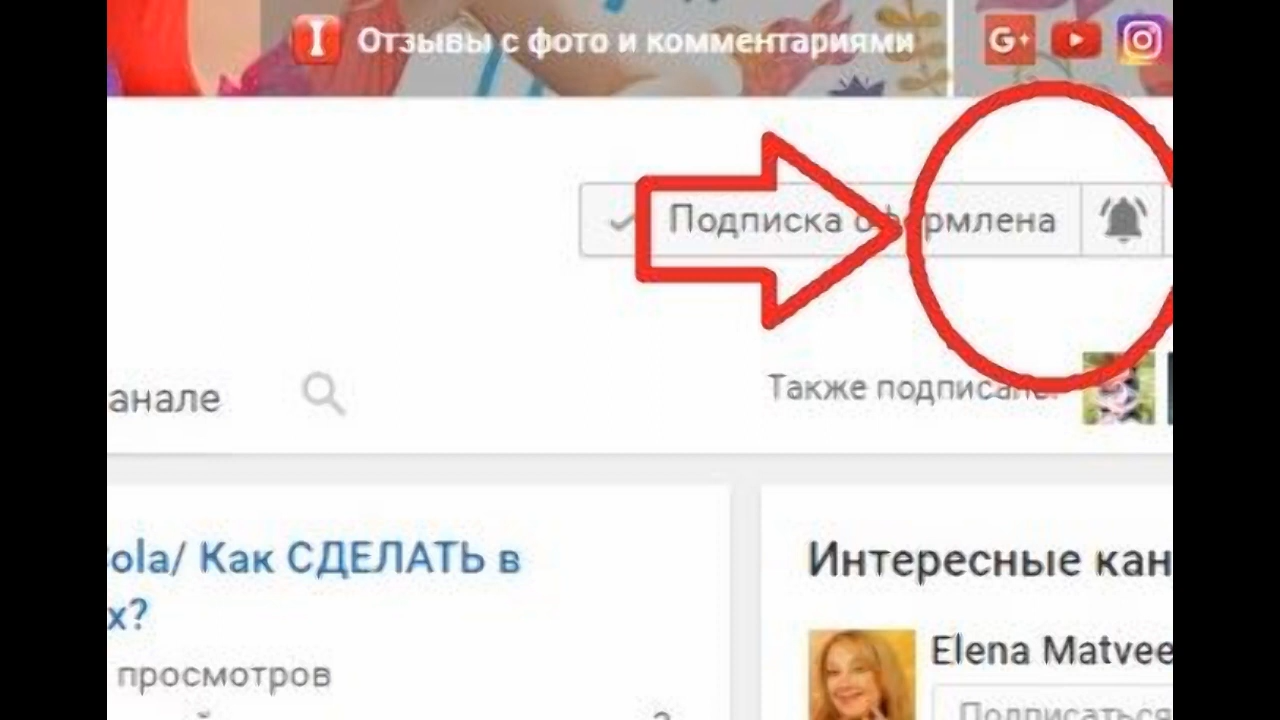 Отзывы с фото и комментариями
G+
Подписка оформлена
анале
Также подписаны:
ola/ Как СДЕЛАТЬ в
х?
просмотров
Интересные кан
Elena Matvee
Подписаться